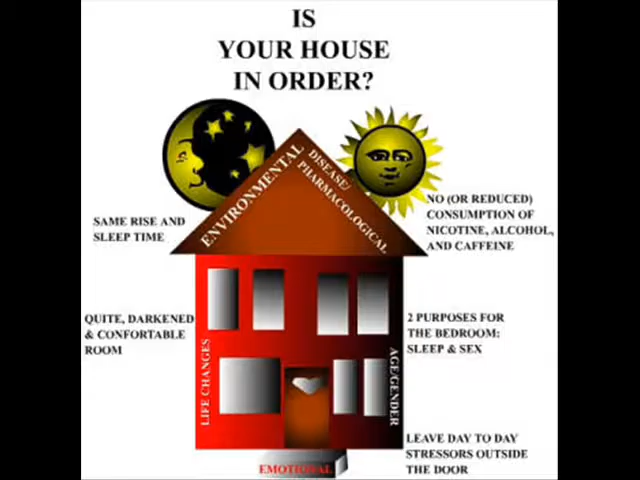 IS
YOUR HOUSE
IN ORDER?
ENVIRONMENTAL
DISEASE/
PHARMACOLOGICAL
SAME RISE AND
SLEEP TIME
NO (OR REDUCED)
CONSUMPTION OF
NICOTINE, ALCOHOL,
AND CAFFEINE
QUITE, DARKENED
& CONFORTABLE
ROOM
2 PURPOSES FOR
THE BEDROOM:
SLEEP & SEX
LIFE CHANGES
AGE/GENDER
LEAVE DAY TO DAY
STRESSORS OUTSIDE
THE DOOR
EMOTIONAL